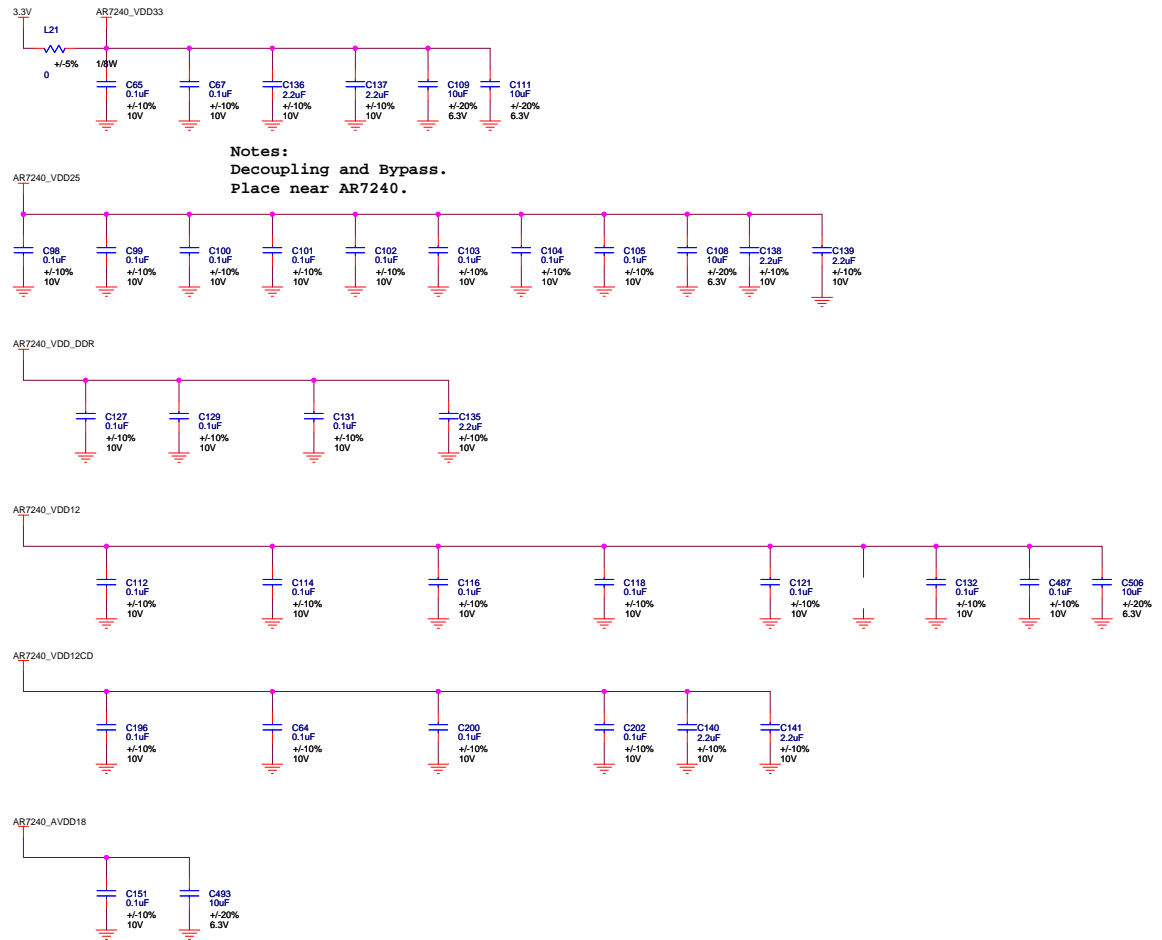 3.3V
AR7240_VDD33
L21
+/-5%
1/8W
0
C65
0.1uF
+/-10%
10V
C67
0.1uF
+/-10%
10V
C136
2.2uF
+/-10%
10V
C137
2.2uF
+/-10%
10V
C109
10uF
+/-20%
6.3V
C111
10uF
+/-20%
6.3V
Notes:
Decoupling and Bypass.
Place near AR7240.
AR7240_VDD25
C98
0.1uF
+/-10%
10V
C99
0.1uF
+/-10%
10V
C100
0.1uF
+/-10%
10V
C101
0.1uF
+/-10%
10V
C102
0.1uF
+/-10%
10V
C103
0.1uF
+/-10%
10V
C104
0.1uF
+/-10%
10V
C105
0.1uF
+/-10%
10V
C108
10uF
+/-20%
6.3V
C138
2.2uF
+/-10%
10V
C139
2.2uF
+/-10%
10V
AR7240_VDD_DDR
C127
0.1uF
+/-10%
10V
C129
0.1uF
+/-10%
10V
C131
0.1uF
+/-10%
10V
C135
2.2uF
+/-10%
10V
AR7240_VDD12
C112
0.1uF
+/-10%
10V
C114
0.1uF
+/-10%
10V
C116
0.1uF
+/-10%
10V
C118
0.1uF
+/-10%
10V
C121
0.1uF
+/-10%
10V
C132
0.1uF
+/-10%
10V
C487
0.1uF
+/-10%
10V
C506
10uF
+/-20%
6.3V
AR7240_VDD12CD
C196
0.1uF
+/-10%
10V
C64
0.1uF
+/-10%
10V
C200
0.1uF
+/-10%
10V
C202
0.1uF
+/-10%
10V
C140
2.2uF
+/-10%
10V
C141
2.2uF
+/-10%
10V
AR7240_AVDD18
C151
0.1uF
+/-10%
10V
C493
10uF
+/-20%
6.3V